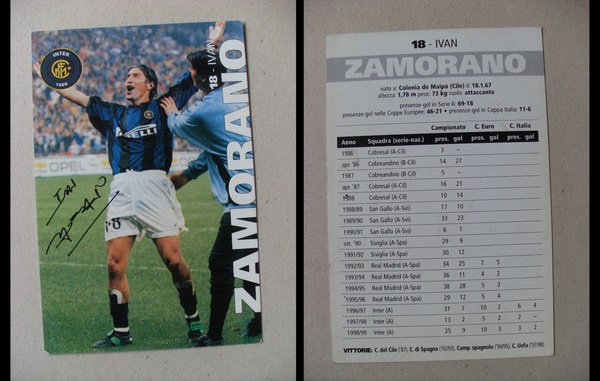 INTER
1908
18 - IVAN
ZAMORANO
PIRELLI
OPEL
IVAN
ZAMORANO
18 - IVAN
ZAMORANO
nato a: Colonia de Maipù (Cile) il: 18.1.67
altezza: 1,78 m peso: 73 kg ruolo: attaccante
presenze-gol in Serie A: 69-18
presenze-gol nelle Coppe Europee: 46-21 • presenze-gol in Coppa Italia: 11-6
Campionato C. Euro C. Italia
Anno Squadra (serie-naz.) pres. gol pres. gol pres. gol
1986 Cobresal (A-Cil) 3 –
apr. '86 Cobreandino (B-Cil) 14 27
1987 Cobreandino (B-Cil) 5 –
apr. '87 Cobresal (A-Cil) 16 21
1988 Cobresal (A-Cil) 10 14
1988/89 San Gallo (A-Svi) 17 10
1989/90 San Gallo (A-Svi) 33 23
1990/91 San Gallo (A-Svi) 6 1
ott. '90 Siviglia (A-Spa) 29 9
1991/92 Siviglia (A-Spa) 30 12
1992/93 Real Madrid (A-Spa) 34 25 7 5
1993/94 Real Madrid (A-Spa) 36 11 4 2
1994/95 Real Madrid (A-Spa) 38 28 5 3
1995/96 Real Madrid (A-Spa) 29 12 5 4
1996/97 Inter (A) 31 7 10 2 6 4
1997/98 Inter (A) 13 2 5 2 2 –
1998/99 Inter (A) 25 9 10 3 3 2
VITTORIE: C. del Cile ('87), C. di Spagna ('92/93), Camp. spagnolo ('94/95), C. Uefa ('97/98)